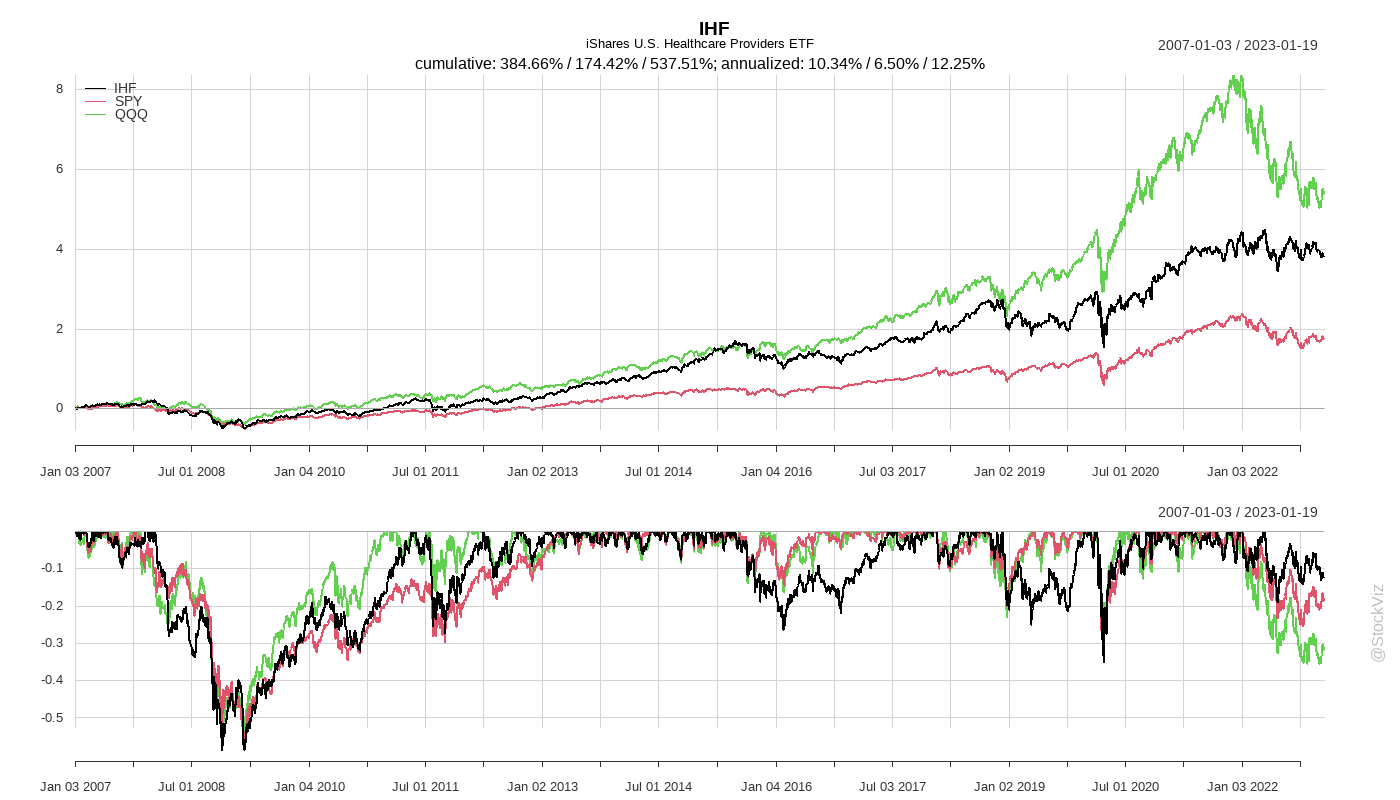 IHF
iShares U.S. Healthcare Providers ETF
2007-01-03 / 2023-01-19
cumulative: 384.66% / 174.42% / 537.51%; annualized: 10.34% / 6.50% / 12.25%
IHF
SPY
QQQ
8
6
4
2
0
Jan 03 2007 Jul 01 2008 Jan 04 2010 Jul 01 2011 Jan 02 2013 Jul 01 2014 Jan 04 2016 Jul 03 2017 Jan 02 2019 Jul 01 2020 Jan 03 2022
2007-01-03 / 2023-01-19
-0.1
-0.2
-0.3
-0.4
-0.5
Jan 03 2007 Jul 01 2008 Jan 04 2010 Jul 01 2011 Jan 02 2013 Jul 01 2014 Jan 04 2016 Jul 03 2017 Jan 02 2019 Jul 01 2020 Jan 03 2022
@StockViz